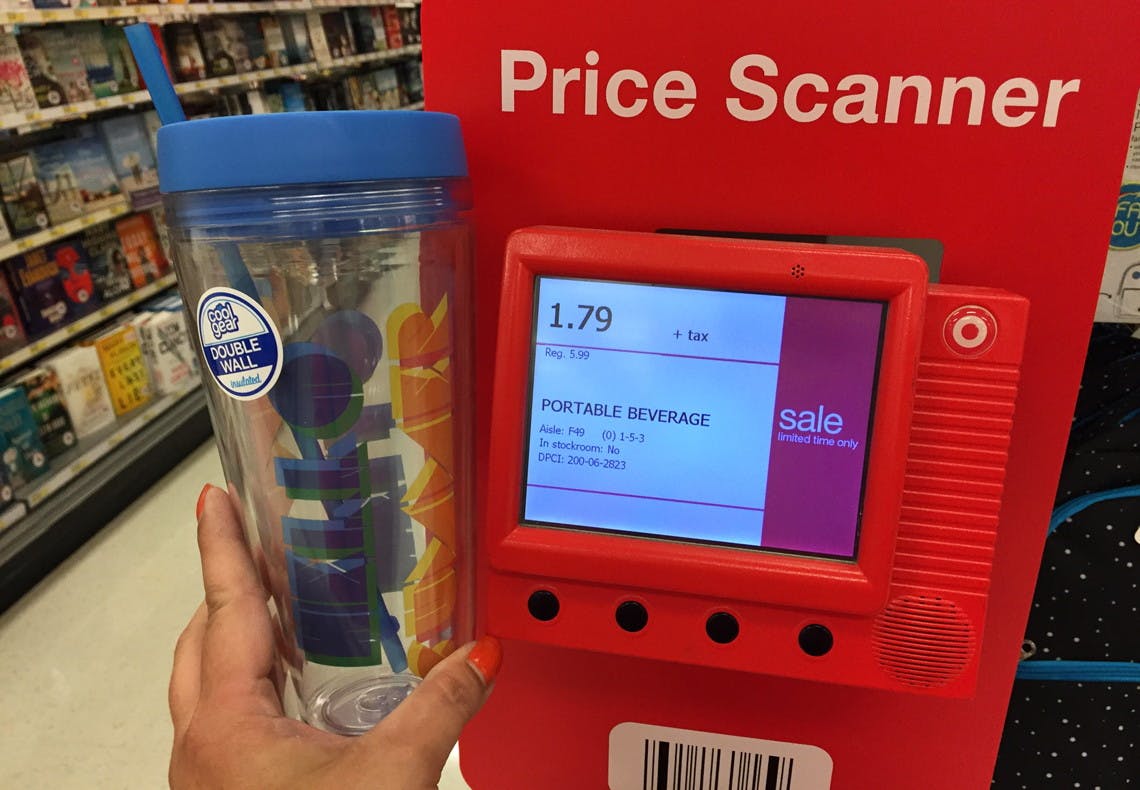 Price Scanner
cool
gear
DOUBLE
WALL
insulated
1.79
+ tax
Reg. 5.99
PORTABLE BEVERAGE
Aisle: F49 (0) 1-5-3
In stockroom: No
DPCI: 200-06-2823
sale
limited time only